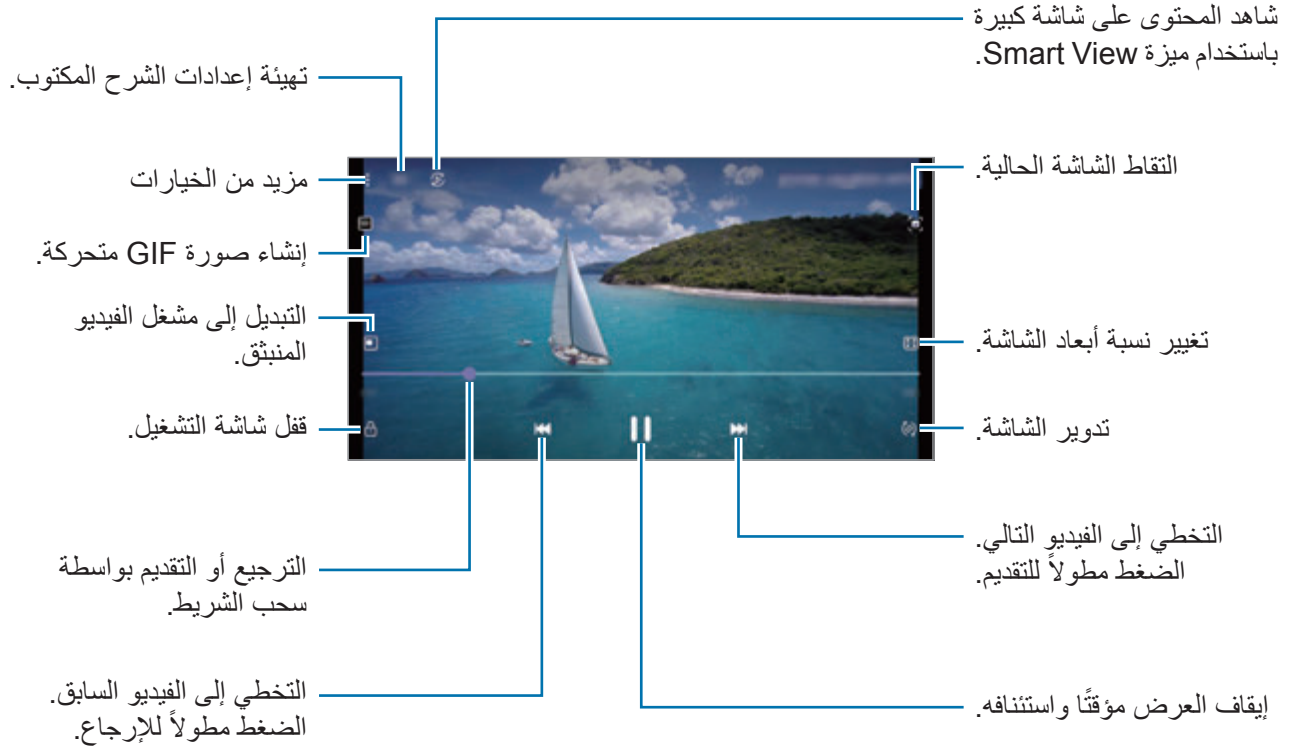 شاهد المحتوى على شاشة كبيرة
باستخدام ميزة Smart View.
تهيئة إعدادات الشرح المكتوب.
التقاط الشاشة الحالية.
مزيد من الخيارات
إنشاء صورة GIF متحركة.
التبديل إلى مشغل الفيديو
المنبثق.
تغيير نسبة أبعاد الشاشة.
قفل شاشة التشغيل.
تدوير الشاشة.
التخطي إلى الفيديو التالي.
الضغط مطولاً للتقديم.
الترجيع أو التقديم بواسطة
سحب الشريط.
التخطي إلى الفيديو السابق.
الضغط مطولاً للإرجاع.
إيقاف العرض مؤقتًا واستئنافه.